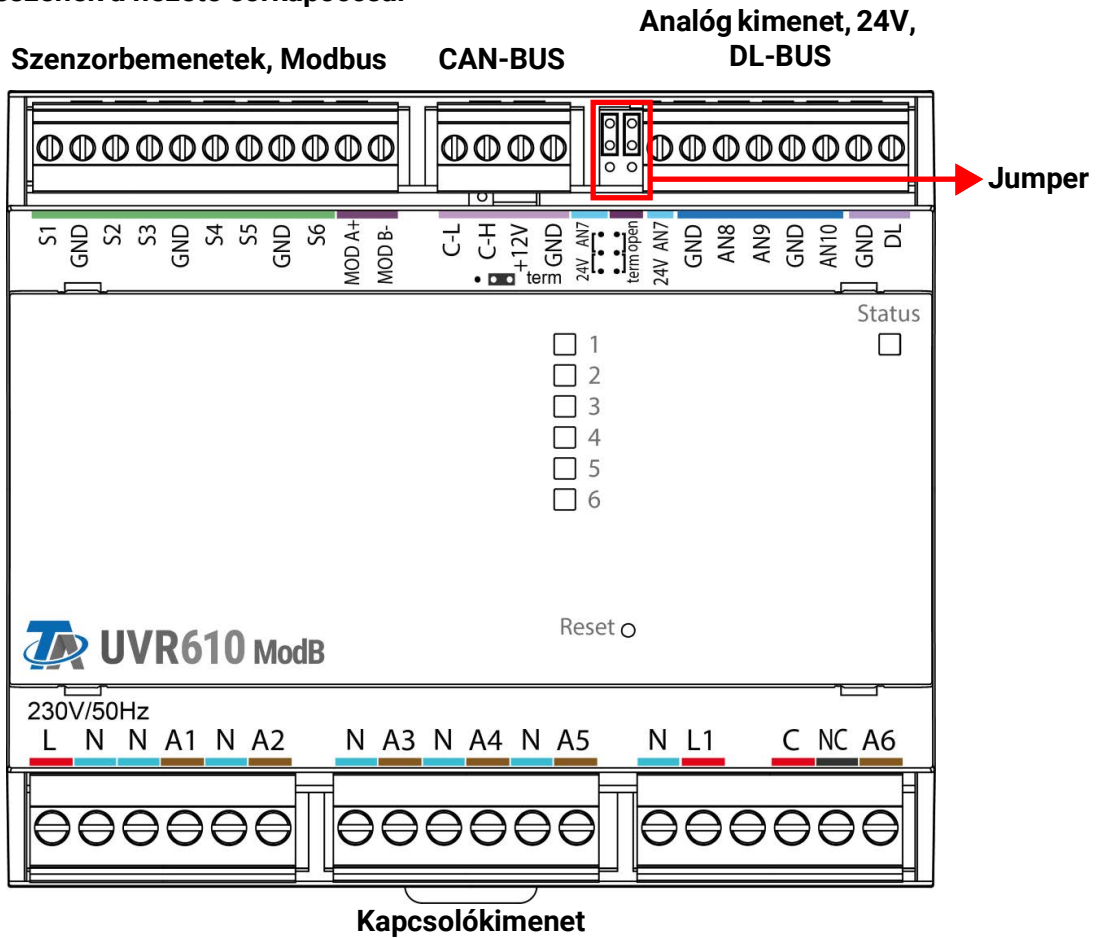 Analóg kimenet, 24V,
Szenzorbemenetek, Modbus CAN-BUS DL-BUS
Jumper
S1 GND S2 S3 GND S4 S5 GND S6 MOD A+ MOD B- C-L C-H +12V GND 24V AN7 term open 24V AN7 GND AN8 AN9 GND AN10 GND DL
term
Status
1
2
3
4
5
6
Reset
TA UVR610 ModB
230V/50Hz
L N N A1 N A2 N A3 N A4 N A5 N L1 C NC A6
Kapcsolókimenet